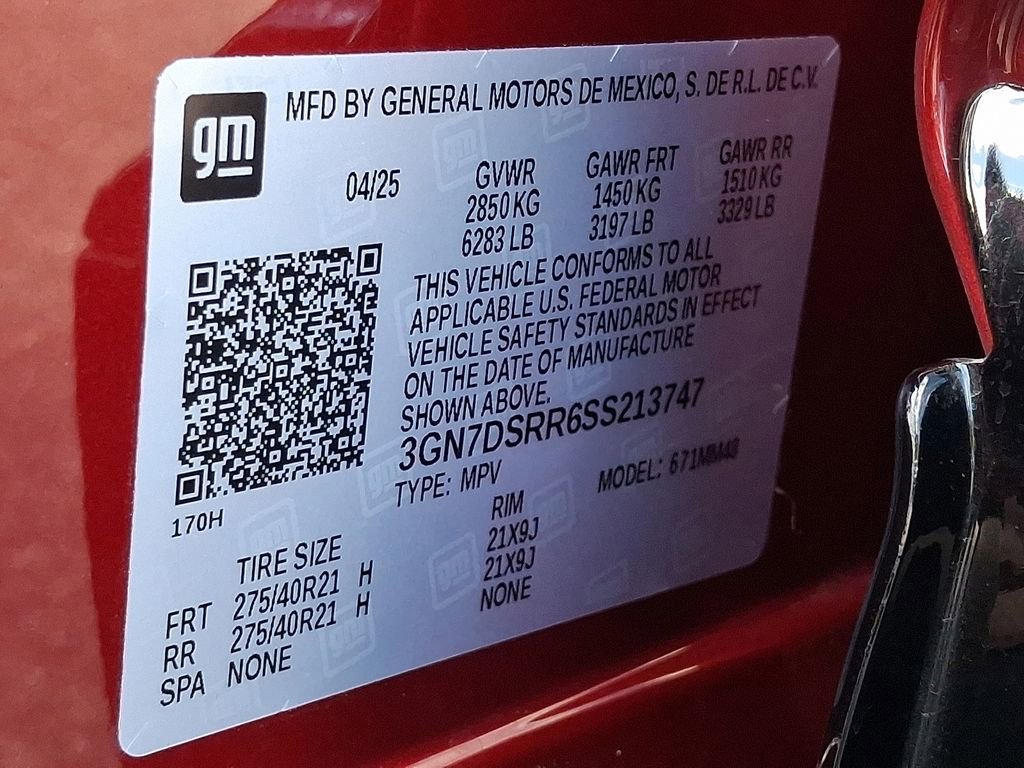 gm
MFD BY GENERAL MOTORS DE MEXICO, S. DE R.L. DE C.V.
04/25
GVWR GAWR FRT GAWR RR
2850 KG 1450 KG 1510 KG
6283 LB 3197 LB 3329 LB
THIS VEHICLE CONFORMS TO ALL
APPLICABLE U.S. FEDERAL MOTOR
VEHICLE SAFETY STANDARDS IN EFFECT
ON THE DATE OF MANUFACTURE
SHOWN ABOVE.
3GN7DSRR6SS213747
TYPE: MPV MODEL: 671MM48
170H
TIRE SIZE RIM
FRT 275/40R21 H 21X9J
RR 275/40R21 H 21X9J
SPA NONE NONE